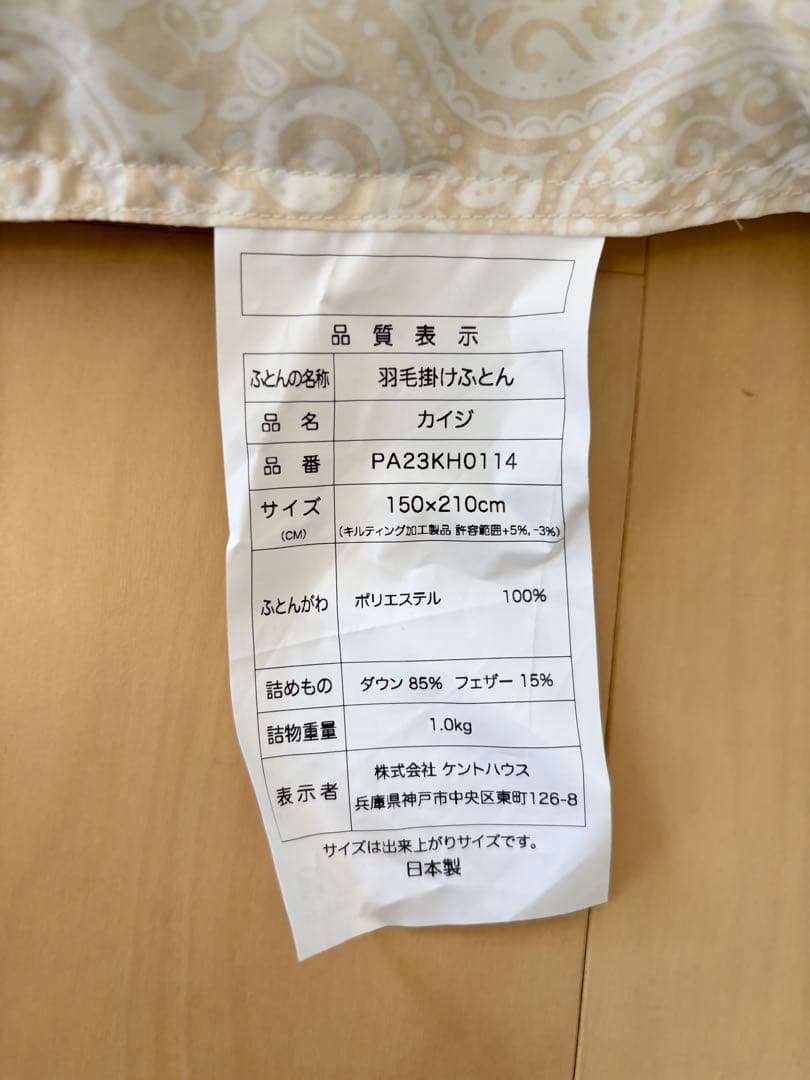 品質表示
ふとんの名称 羽毛掛けふとん
品名 カイジ
品番 PA23KH0114
サイズ 150×210cm
(CM) (キルティング加工製品 許容範囲+5%, -3%)
ふとんがわ ポリエステル 100%
詰めもの ダウン 85% フェザー 15%
詰物重量 1.0kg
表示者 株式会社 ケントハウス
兵庫県神戸市中央区東町126-8
サイズは出来上がりサイズです。
日本製